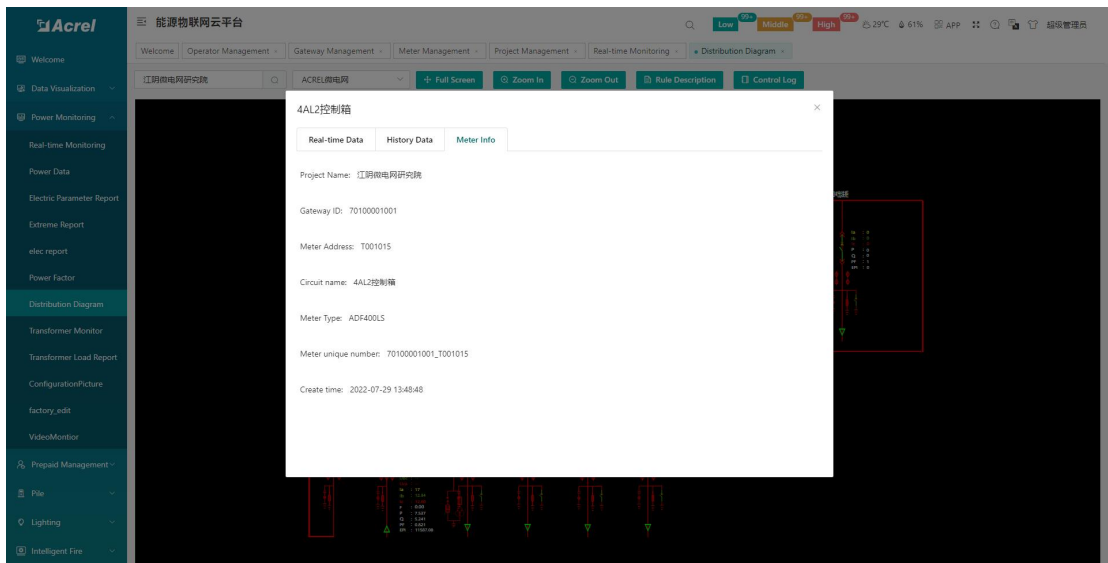 Acrel
能源物联网云平台
Low 99+ Middle 99+ High 99+ 29℃ 61% APP 超级管理员
Welcome Operator Management × Gateway Management × Meter Management × Project Management × Real-time Monitoring × Distribution Diagram ×
江阴微电网研究院 ACREL微电网 Full Screen Zoom In Zoom Out Rule Description Control Log
Welcome
Data Visualization
Power Monitoring
Real-time Monitoring
Power Data
Electric Parameter Report
Extreme Report
elec report
Power Factor
Distribution Diagram
Transformer Monitor
Transformer Load Report
ConfigurationPicture
factory_edit
VideoMontior
Prepaid Management
Pile
Lighting
Intelligent Fire
4AL2控制箱 ×
Real-time Data History Data Meter Info
Project Name: 江阴微电网研究院
Gateway ID: 70100001001
Meter Address: T001015
Circuit name: 4AL2控制箱
Meter Type: ADF400LS
Meter unique number: 70100001001_T001015
Create time: 2022-07-29 13:48:48